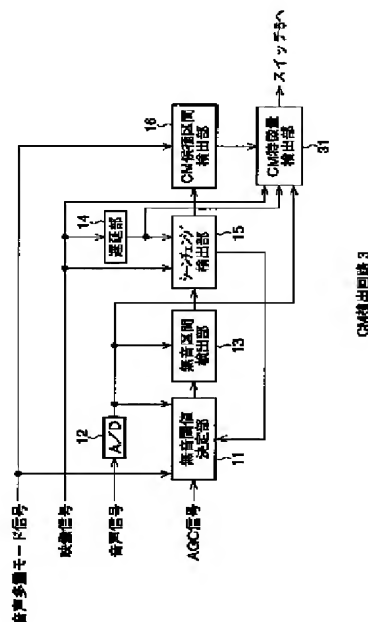 音声多重モード信号
映像信号
音声信号
AGC信号
12
A/D
無音閾値
決定部
11
無音区間
検出部
13
14
遅延部
シーンチェンジ
検出部
15
16
CM候補区間
検出部
CM特徴量
検出部
31
スイッチ5へ
CM検出回路 3